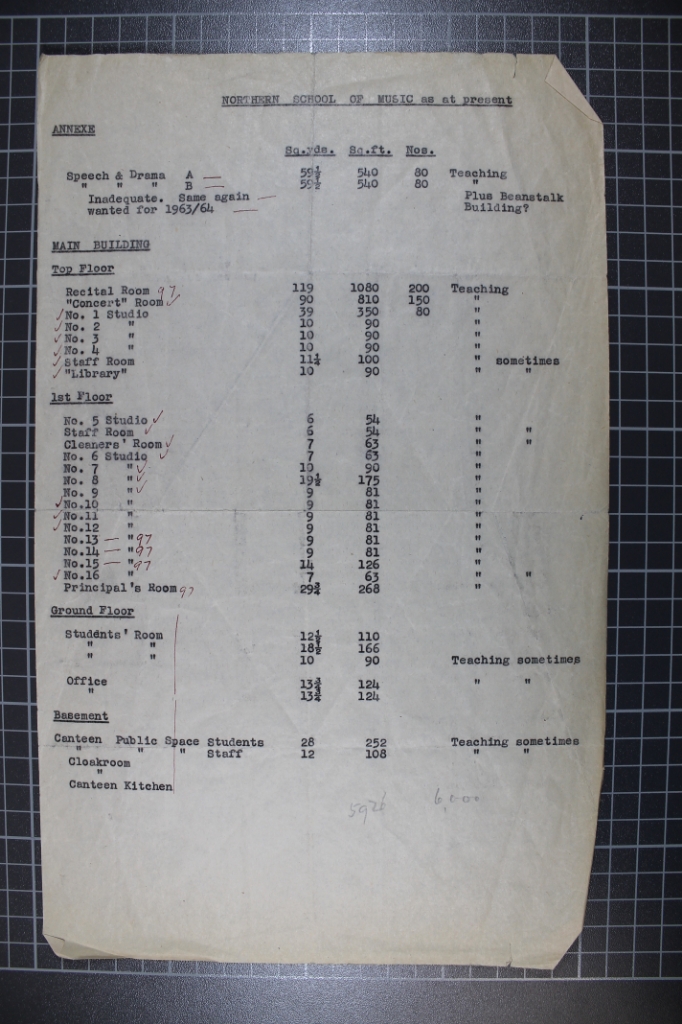 NORTHERN SCHOOL OF MUSIC as at present
ANNEXE
Sq.yds. Sq.ft. Nos.
Speech & Drama A — 59½ 540 80 Teaching
" " " B — 59½ 540 80 "
Inadequate. Same again — Plus Beanstalk
wanted for 1963/64 — Building?
MAIN BUILDING
Top Floor
Recital Room 97 119 1080 200 Teaching
"Concert" Room ✓ 90 810 150 "
✓ No. 1 Studio 39 350 80 "
✓ No. 2 " 10 90 "
✓ No. 3 " 10 90 "
✓ No. 4 " 10 90 "
✓ Staff Room 11¼ 100 " sometimes
✓ "Library" 10 90 " "
1st Floor
No. 5 Studio ✓ 6 54 "
Staff Room ✓ 6 54 " "
Cleaners' Room ✓ 7 63 " "
No. 6 Studio ✓ 7 63 "
No. 7 " ✓ 10 90 "
No. 8 " ✓ 19½ 175 "
No. 9 " ✓ 9 81 "
✓ No.10 " 9 81 "
✓ No.11 " 9 81 "
✓ No.12 " 9 81 "
No.13 — " 97 9 81 "
No.14 — " 97 9 81 "
No.15 — " 97 14 126 "
✓ No.16 " 7 63 " "
Principal's Room 97 29¾ 268 "
Ground Floor
Students' Room 12½ 110
" " 18½ 166
" " 10 90 Teaching sometimes
Office 13¾ 124 " "
" 13¾ 124
Basement
Canteen Public Space Students 28 252 Teaching sometimes
" " " Staff 12 108 " "
Cloakroom
"
Canteen Kitchen
5926 6,000